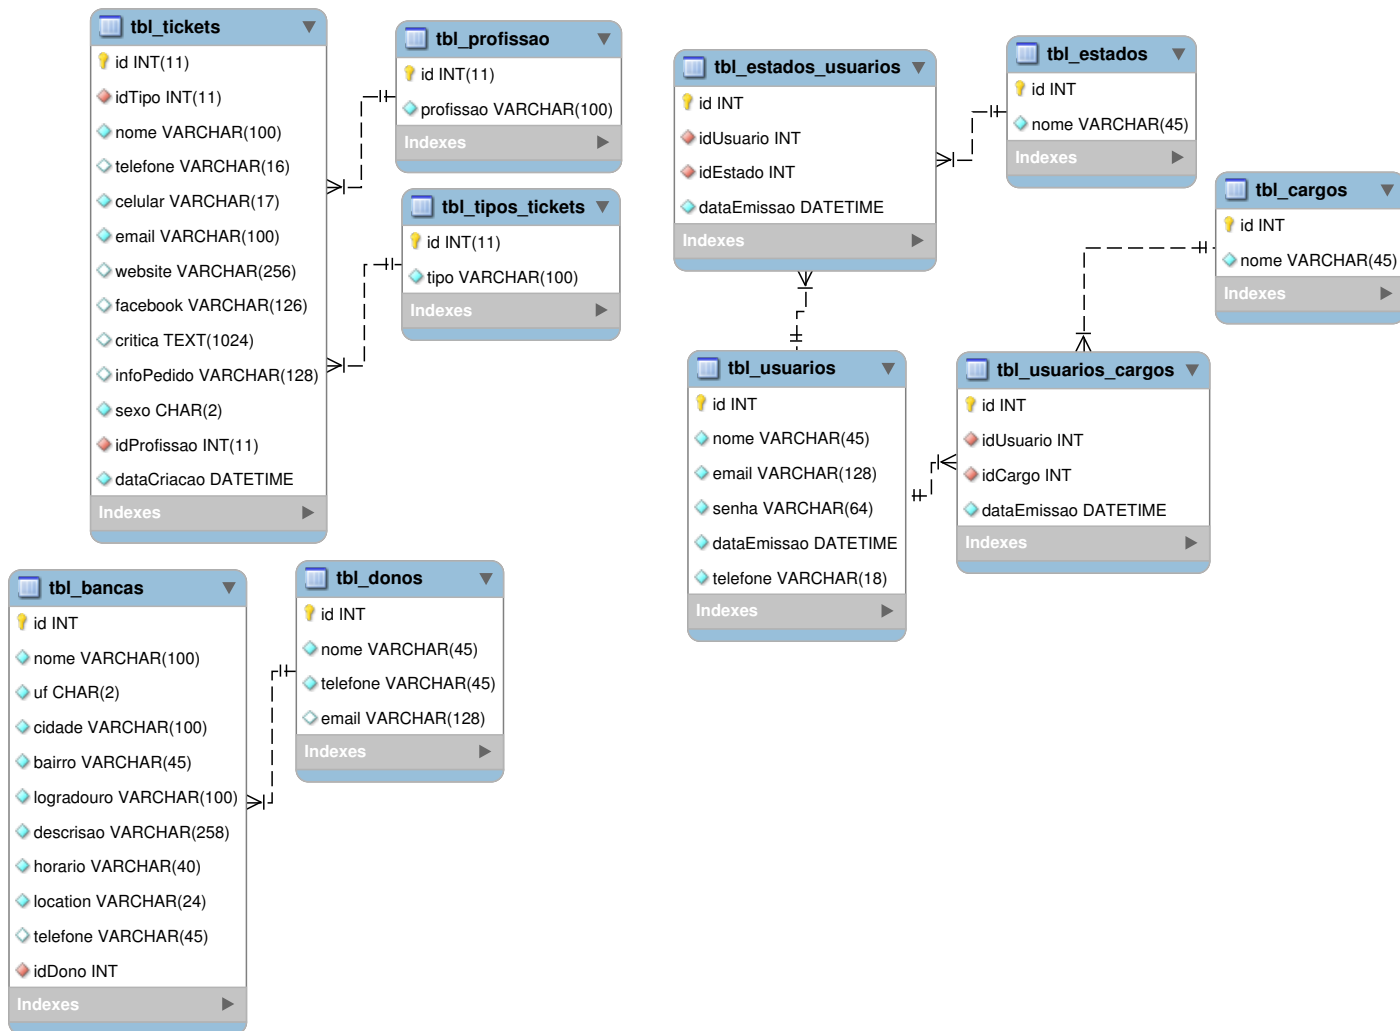 tbl_tickets
id INT(11)
idTipo INT(11)
nome VARCHAR(100)
telefone VARCHAR(16)
celular VARCHAR(17)
email VARCHAR(100)
website VARCHAR(256)
facebook VARCHAR(126)
critica TEXT(1024)
infoPedido VARCHAR(128)
sexo CHAR(2)
idProfissao INT(11)
dataCriacao DATETIME
Indexes
tbl_profissao
id INT(11)
profissao VARCHAR(100)
Indexes
tbl_tipos_tickets
id INT(11)
tipo VARCHAR(100)
Indexes
tbl_estados_usuarios
id INT
idUsuario INT
idEstado INT
dataEmissao DATETIME
Indexes
tbl_estados
id INT
nome VARCHAR(45)
Indexes
tbl_cargos
id INT
nome VARCHAR(45)
Indexes
tbl_usuarios
id INT
nome VARCHAR(45)
email VARCHAR(128)
senha VARCHAR(64)
dataEmissao DATETIME
telefone VARCHAR(18)
Indexes
tbl_usuarios_cargos
id INT
idUsuario INT
idCargo INT
dataEmissao DATETIME
Indexes
tbl_bancas
id INT
nome VARCHAR(100)
uf CHAR(2)
cidade VARCHAR(100)
bairro VARCHAR(45)
logradouro VARCHAR(100)
descrisao VARCHAR(258)
horario VARCHAR(40)
location VARCHAR(24)
telefone VARCHAR(45)
idDono INT
Indexes
tbl_donos
id INT
nome VARCHAR(45)
telefone VARCHAR(45)
email VARCHAR(128)
Indexes